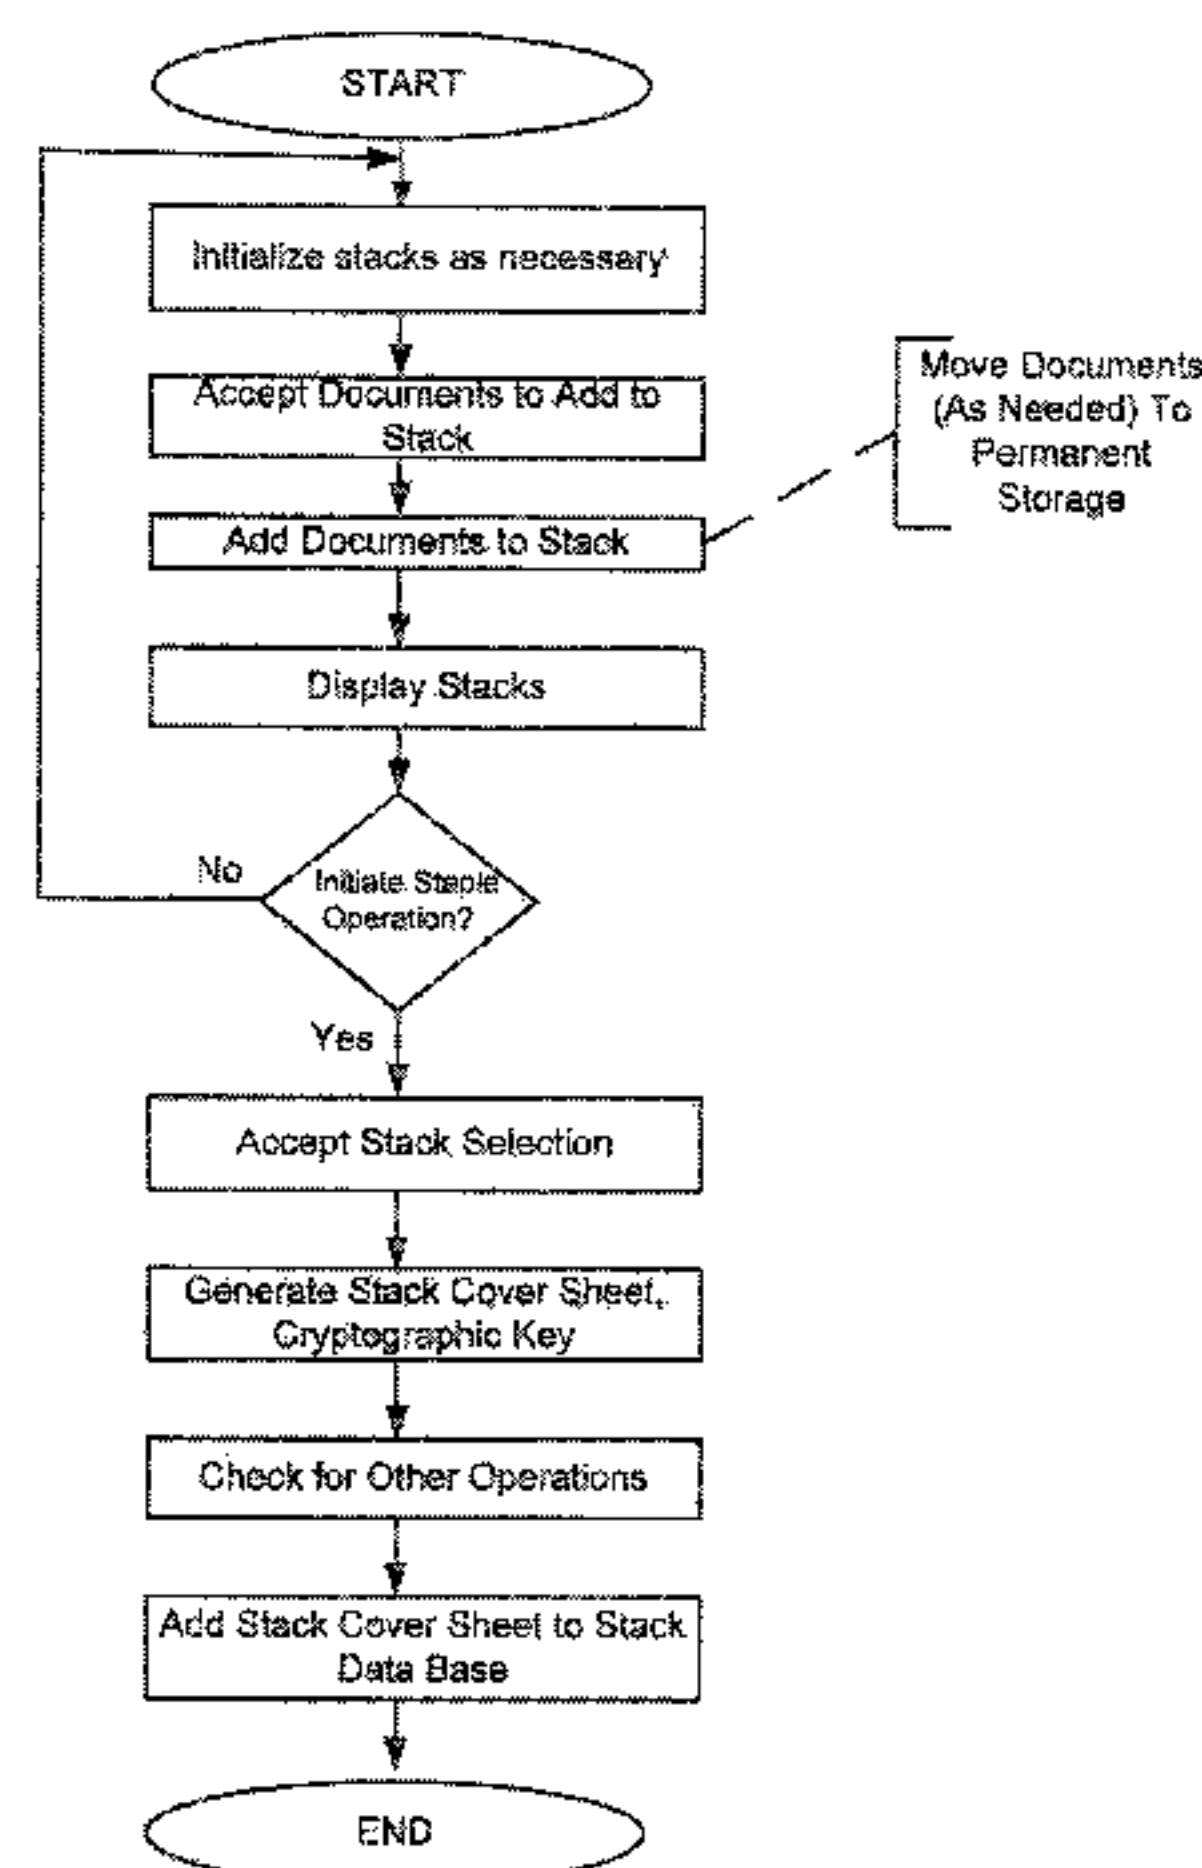 START
Initialize stacks as necessary
Accept Documents to Add to
Stack
Move Documents
(As Needed) To
Permanent
Storage
Add Documents to Stack
Display Stacks
No
Initiate Staple
Operation?
Yes
Accept Stack Selection
Generate Stack Cover Sheet,
Cryptographic Key
Check for Other Operations
Add Stack Cover Sheet to Stack
Data Base
END